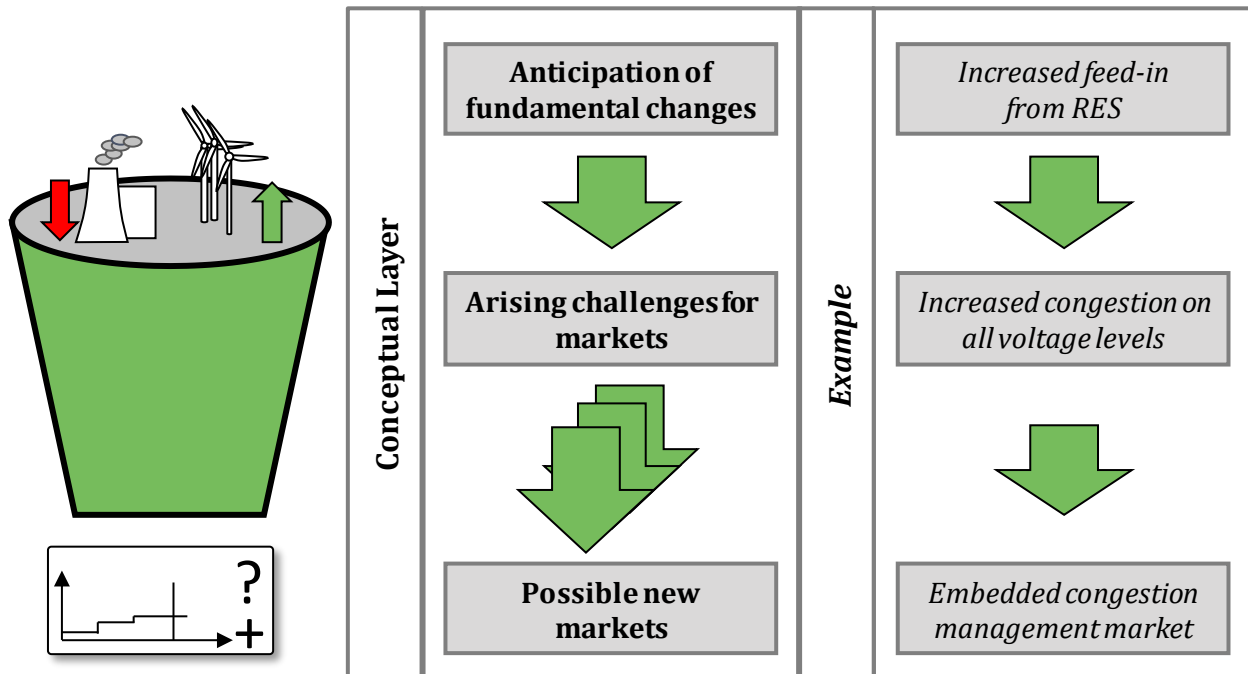 Conceptual Layer
Anticipation of
fundamental changes
Arising challenges for
markets
Possible new
markets
Example
Increased feed-in
from RES
Increased congestion on
all voltage levels
Embedded congestion
management market
?
+